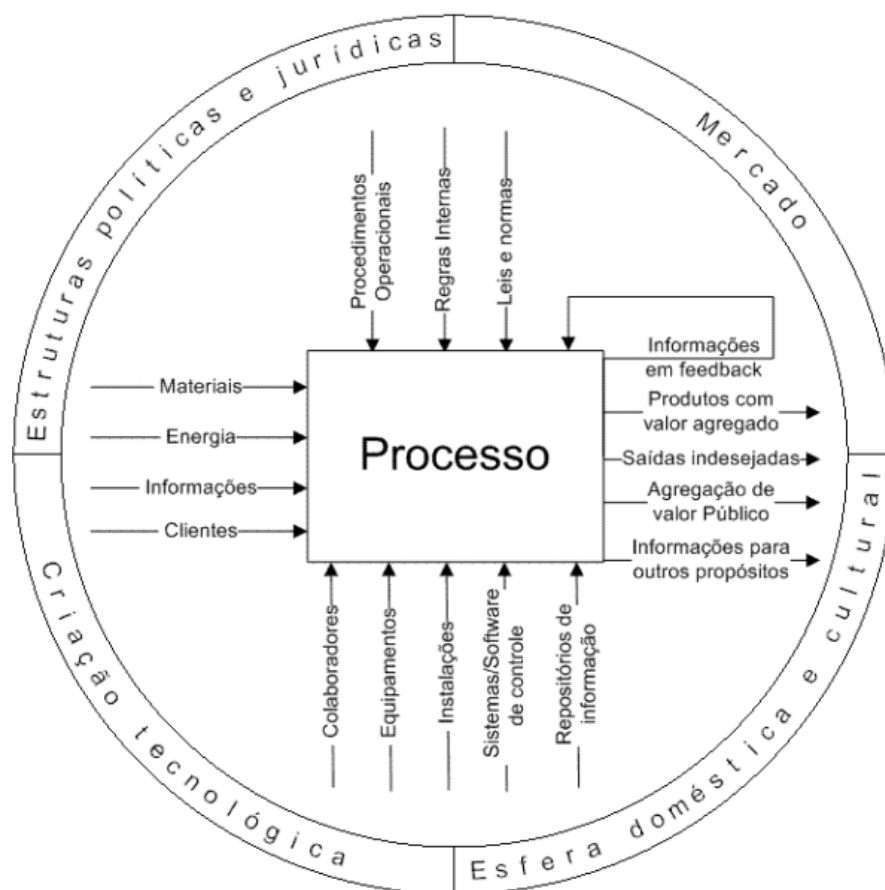 Estruturas políticas e jurídicas
Mercado
Procedimentos
Operacionais
Regras Internas
Leis e normas
Informações
em feedback
Materiais
Produtos com
valor agregado
Energia
Processo
Saídas indesejadas
Informações
Agregação de
valor Público
Clientes
Informações para
outros propósitos
Colaboradores
Equipamentos
Instalações
Sistemas/Software
de controle
Repositórios de
informação
Criação tecnológica
Esfera doméstica e cultural